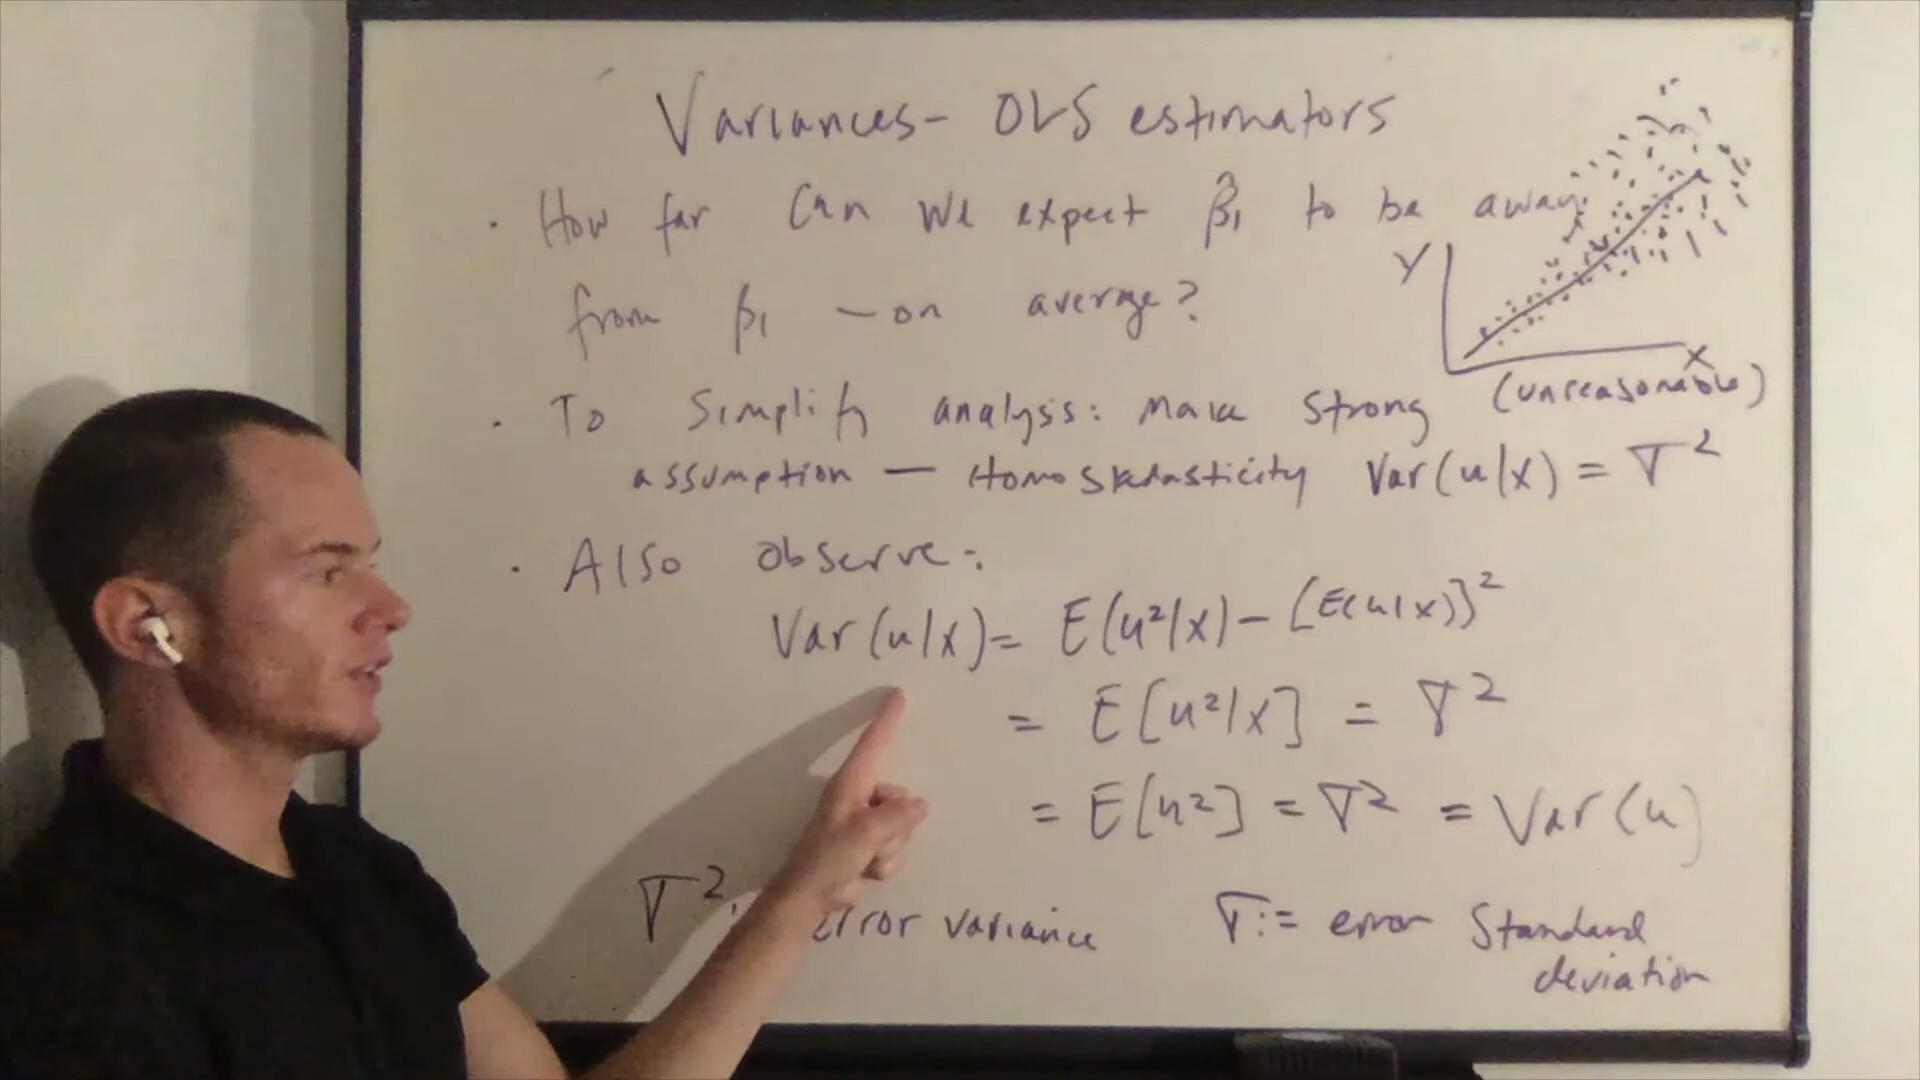 Variances - OLS estimators
· How far can we expect β̂₁ to be away
from β₁ - on average?
Y
X
(unreasonable)
· To simplify analysis: make strong
assumption — Homoskedasticity Var(u|x) = σ²
· Also observe:
Var(u|x) = E(u²|x) - [E(u|x)]²
= E[u²|x] = σ²
= E[u²] = σ² = Var(u)
σ²: error variance
σ := error standard
deviation